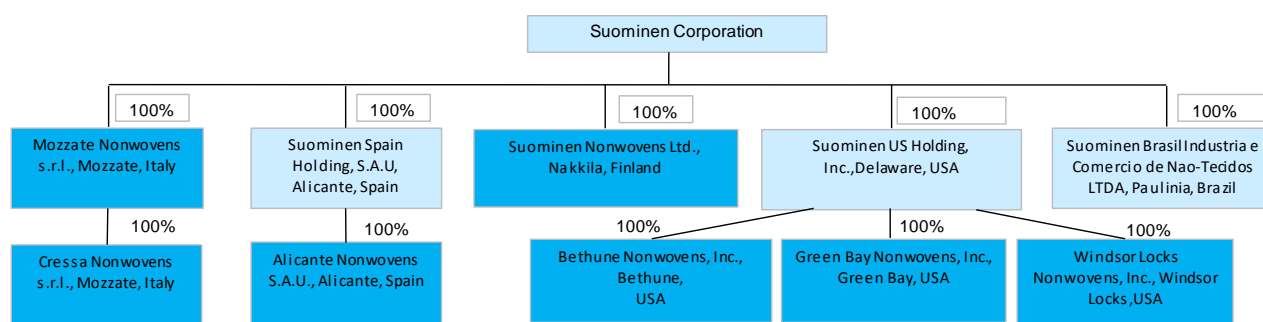 Suominen Corporation
100%
100%
100%
100%
100%
Mozzate Nonwovens
s.r.l., Mozzate, Italy
Suominen Spain
Holding, S.A.U,
Alicante, Spain
Suominen Nonwovens Ltd.,
Nakkila, Finland
Suominen US Holding,
Inc.,Delaware, USA
Suominen Brasil Industria e
Comercio de Nao-Tecidos
LTDA, Paulinia, Brazil
100%
100%
100%
100%
100%
Cressa Nonwovens
s.r.l., Mozzate, Italy
Alicante Nonwovens
S.A.U., Alicante, Spain
Bethune Nonwovens, Inc.,
Bethune,
USA
Green Bay Nonwovens, Inc.,
Green Bay, USA
Windsor Locks
Nonwovens, Inc., Windsor
Locks ,USA